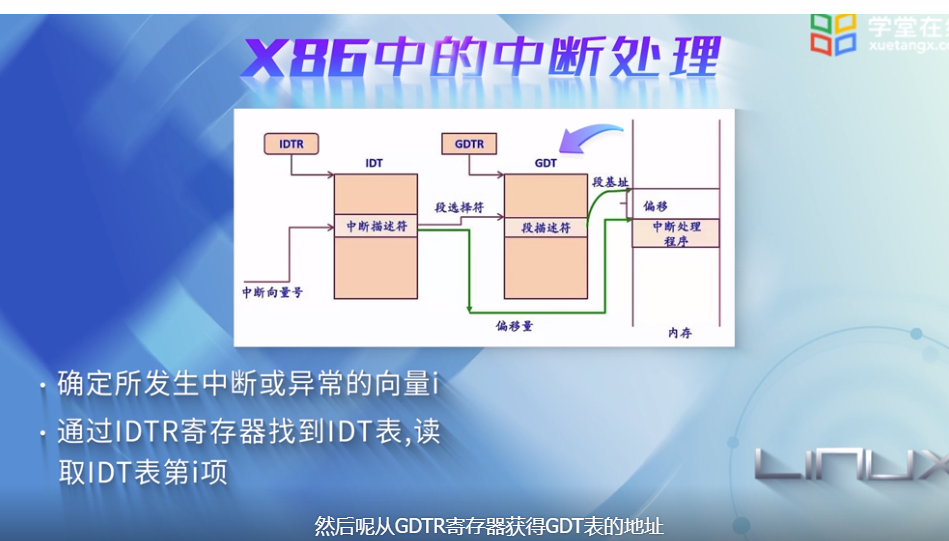 学堂在
xuetangx.c
X86中的中断处理
IDTR
GDTR
IDT
GDT
段基址
段选择符
偏移
中断描述符
段描述符
中断处理
程序
中断向量号
偏移量
内存
·确定所发生中断或异常的向量i
·通过IDTR寄存器找到IDT表,读
取IDT表第i项
LINUX
然后呢从GDTR寄存器获得GDT表的地址